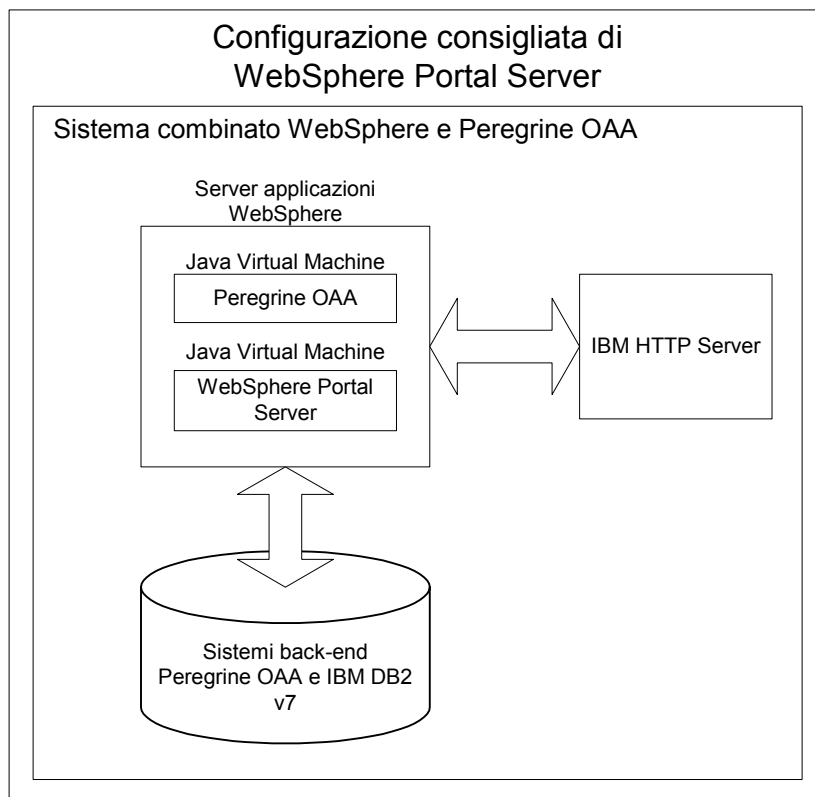 Configurazione consigliata di
WebSphere Portal Server
Sistema combinato WebSphere e Peregrine OAA
Server applicazioni
WebSphere
Java Virtual Machine
Peregrine OAA
Java Virtual Machine
WebSphere Portal
Server
IBM HTTP Server
Sistemi back-end
Peregrine OAA e IBM DB2
v7